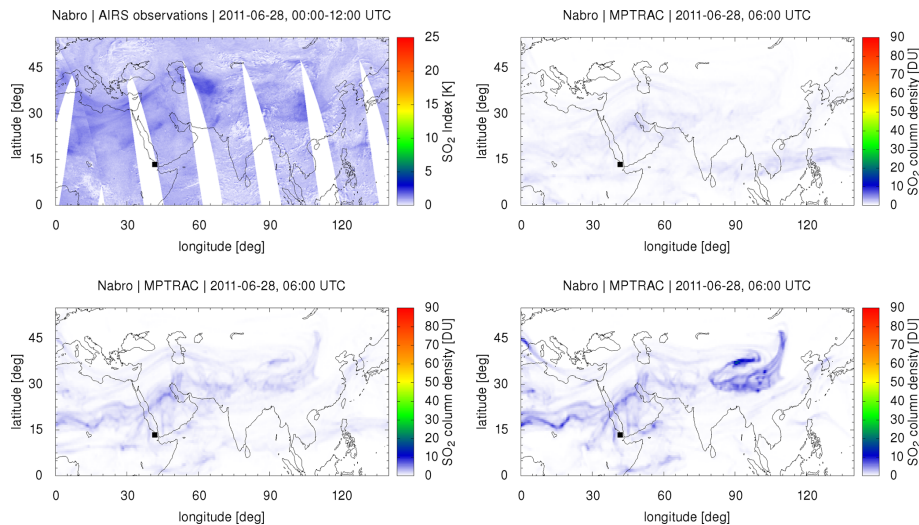 Nabro | AIRS observations | 2011-06-28, 00:00-12:00 UTC
latitude [deg]
45
30
15
0
0 30 60 90 120
longitude [deg]
25
20
15
10
5
0
SO2 Index [K]
Nabro | MPTRAC | 2011-06-28, 06:00 UTC
latitude [deg]
45
30
15
0
0 30 60 90 120
longitude [deg]
90
80
70
60
50
40
30
20
10
0
SO2 column density [DU]
Nabro | MPTRAC | 2011-06-28, 06:00 UTC
latitude [deg]
45
30
15
0
0 30 60 90 120
longitude [deg]
90
80
70
60
50
40
30
20
10
0
SO2 column density [DU]
Nabro | MPTRAC | 2011-06-28, 06:00 UTC
latitude [deg]
45
30
15
0
0 30 60 90 120
longitude [deg]
90
80
70
60
50
40
30
20
10
0
SO2 column density [DU]